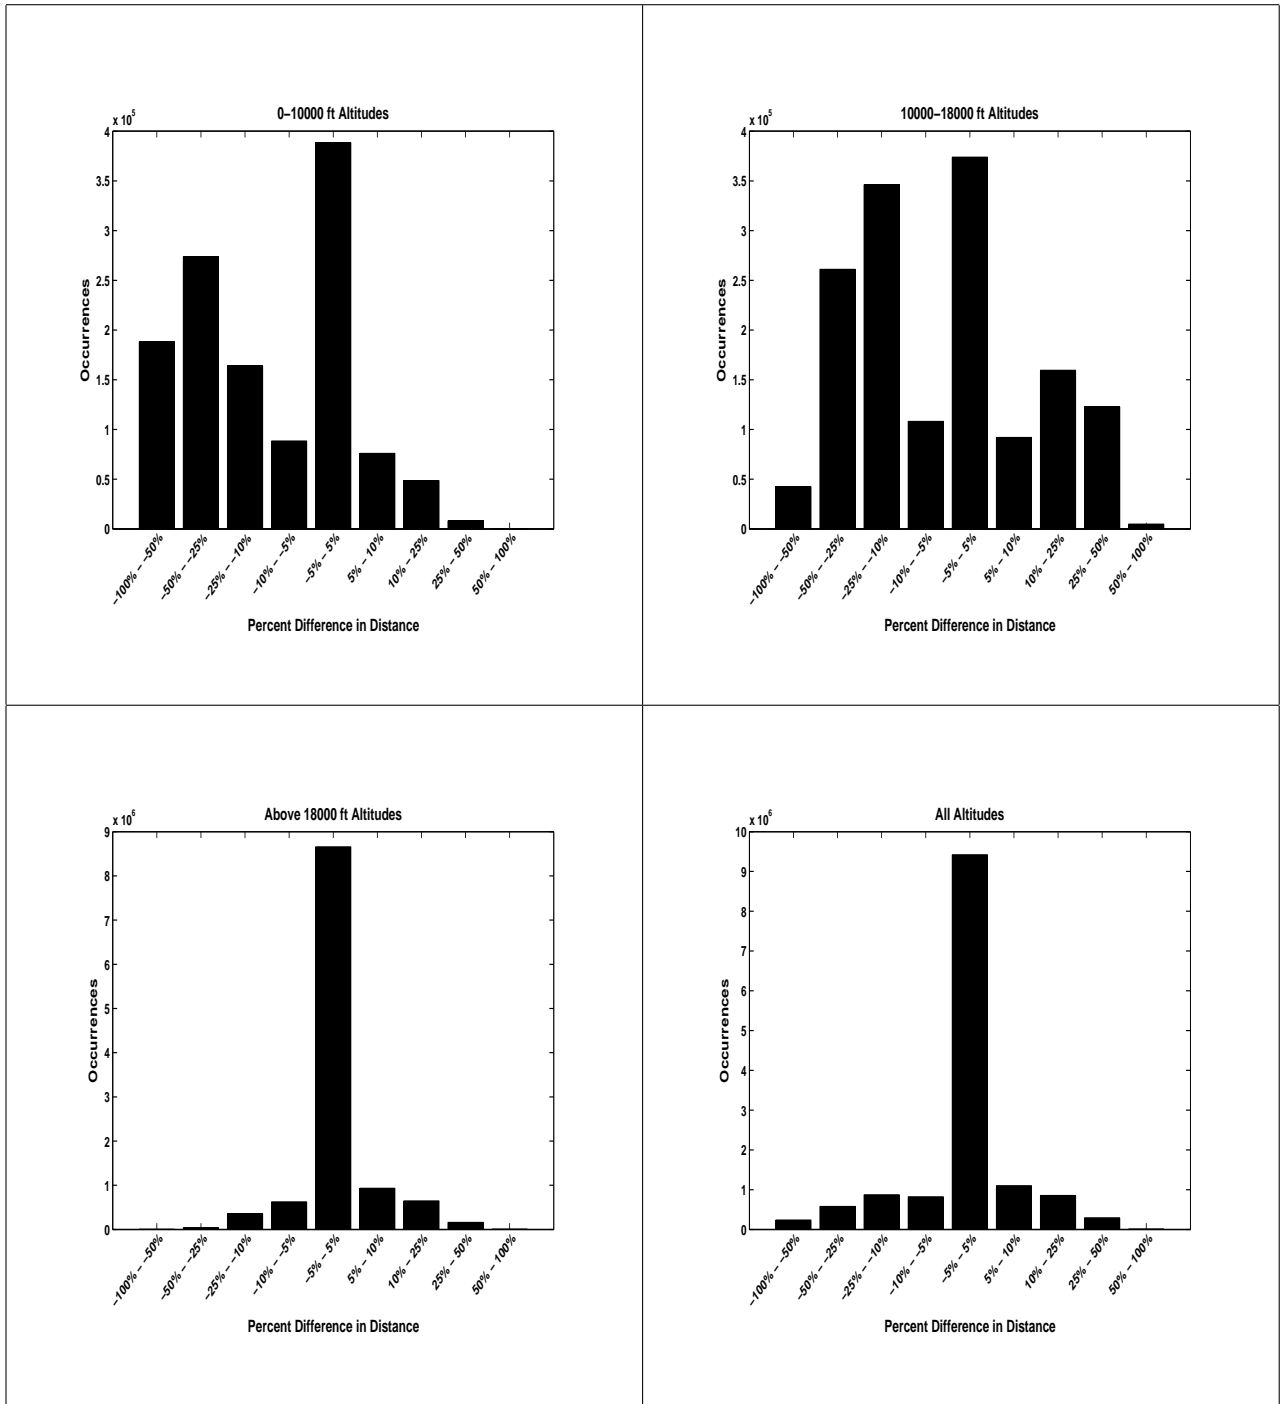 0–10000 ft Altitudes
x 10^5
4
3.5
3
2.5
2
1.5
1
0.5
0
Occurrences
–100% – –50%
–50% – –25%
–25% – –10%
–10% – –5%
–5% – 5%
5% – 10%
10% – 25%
25% – 50%
50% – 100%
Percent Difference in Distance
10000–18000 ft Altitudes
x 10^5
4
3.5
3
2.5
2
1.5
1
0.5
0
Occurrences
–100% – –50%
–50% – –25%
–25% – –10%
–10% – –5%
–5% – 5%
5% – 10%
10% – 25%
25% – 50%
50% – 100%
Percent Difference in Distance
Above 18000 ft Altitudes
x 10^6
9
8
7
6
5
4
3
2
1
0
Occurrences
–100% – –50%
–50% – –25%
–25% – –10%
–10% – –5%
–5% – 5%
5% – 10%
10% – 25%
25% – 50%
50% – 100%
Percent Difference in Distance
All Altitudes
x 10^6
10
9
8
7
6
5
4
3
2
1
0
Occurrences
–100% – –50%
–50% – –25%
–25% – –10%
–10% – –5%
–5% – 5%
5% – 10%
10% – 25%
25% – 50%
50% – 100%
Percent Difference in Distance